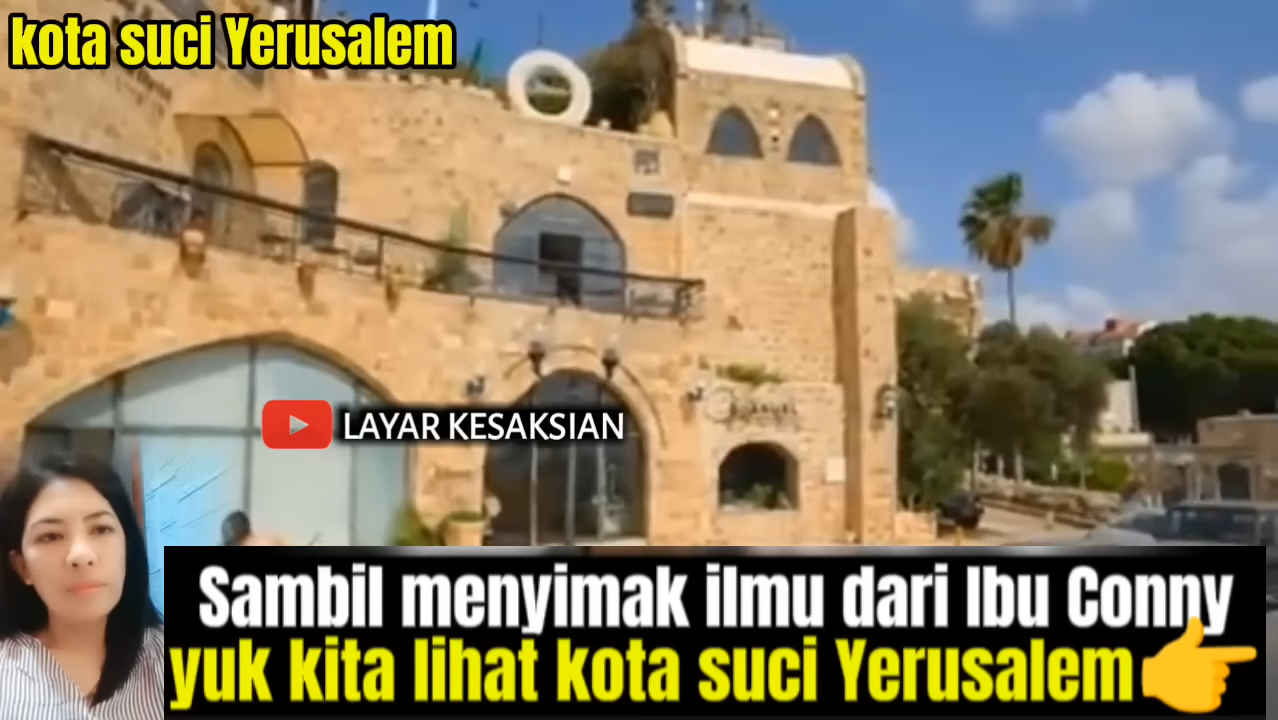 kota suci Yerusalem
LAYAR KESAKSIAN
Sambil menyimak ilmu dari Ibu Conny
yuk kita lihat kota suci Yerusalem